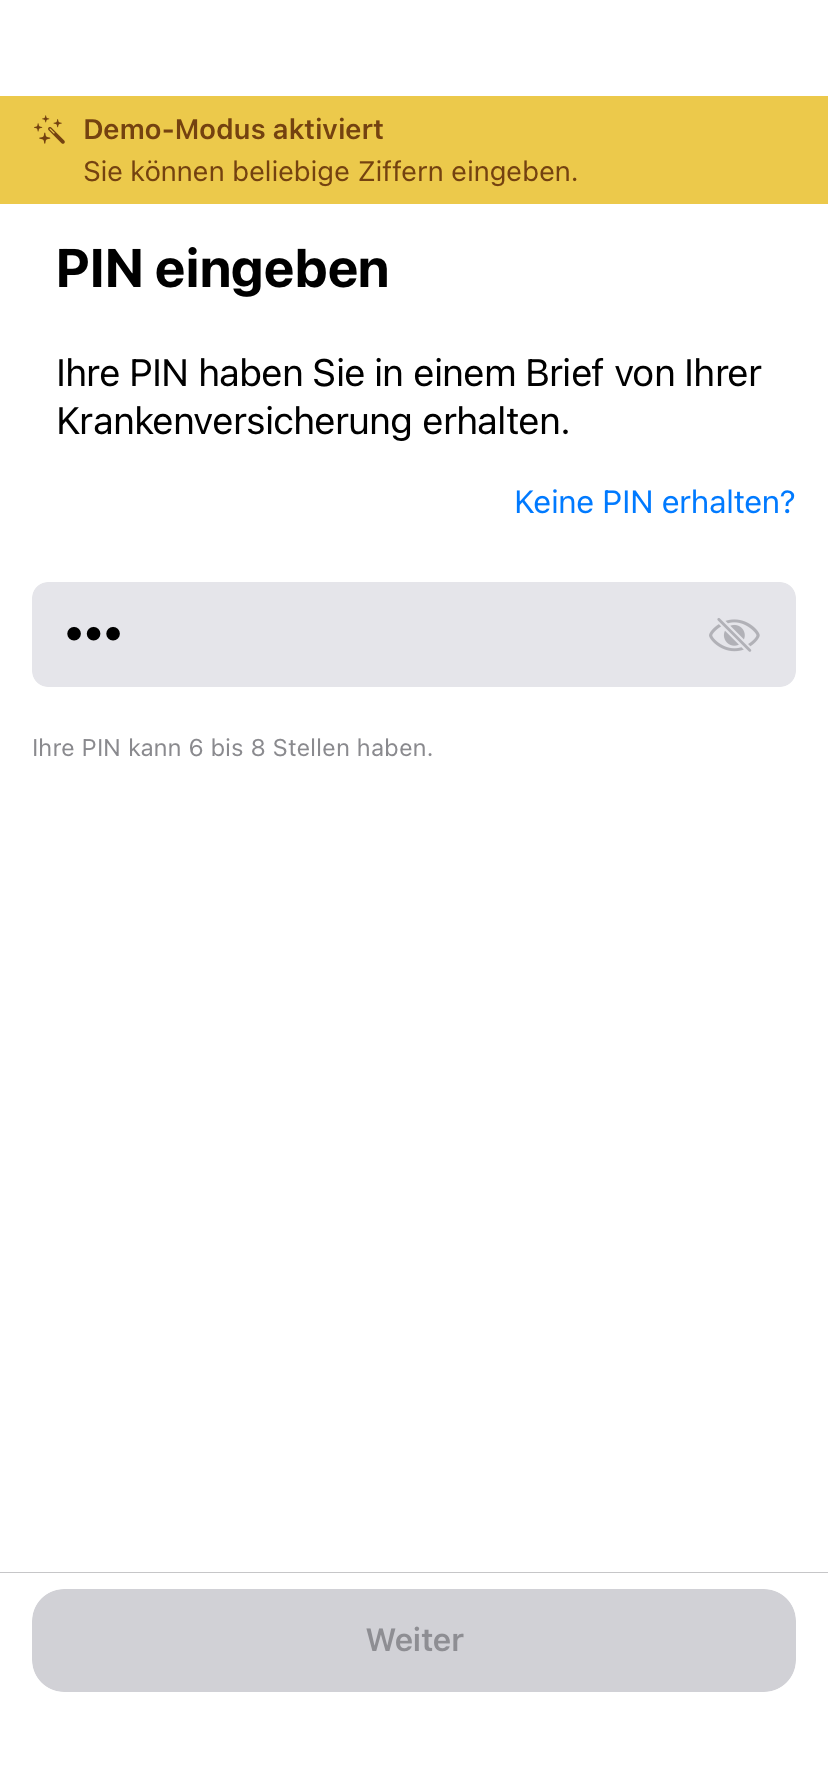 Demo-Modus aktiviert
Sie können beliebige Ziffern eingeben.
PIN eingeben
Ihre PIN haben Sie in einem Brief von Ihrer
Krankenversicherung erhalten.
Keine PIN erhalten?
•••
Ihre PIN kann 6 bis 8 Stellen haben.
Weiter